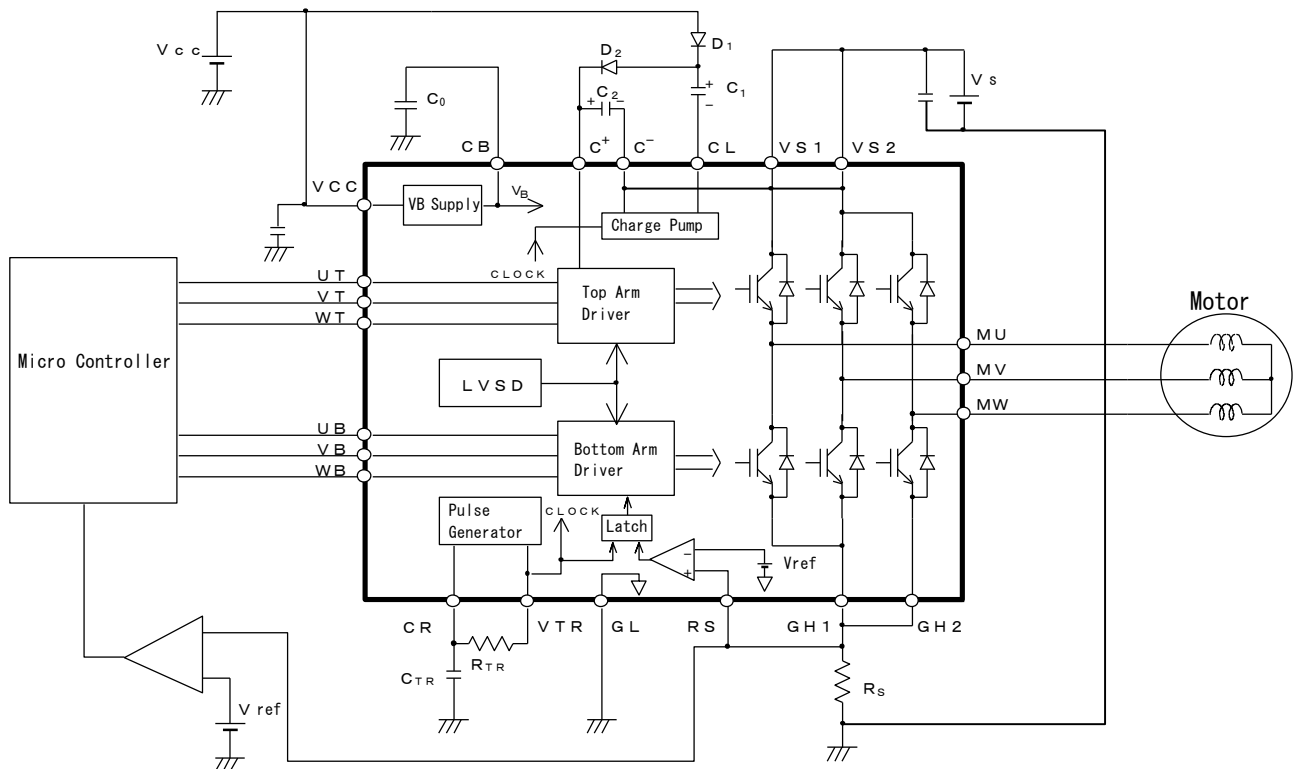 Vcc
D2
D1
C0
+ C2 -
+
-
C1
Vs
CB
C+
C-
CL
VS1
VS2
VCC
VB Supply
VB
Charge Pump
CLOCK
UT
VT
WT
Top Arm
Driver
Motor
Micro Controller
MU
MV
MW
LVSD
UB
VB
WB
Bottom Arm
Driver
Pulse
Generator
CLOCK
Latch
-
+
Vref
CR
VTR
GL
RS
GH1
GH2
RTR
CTR
RS
V ref